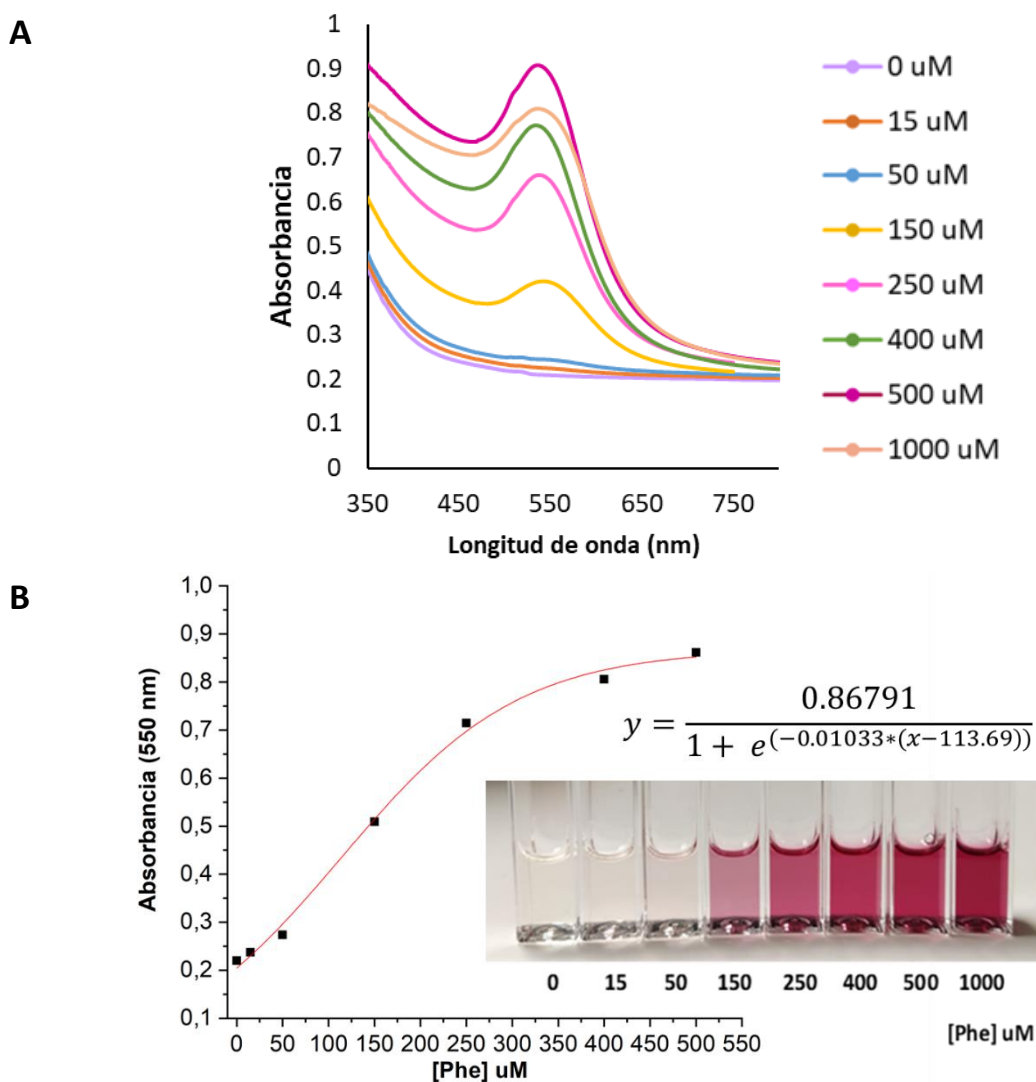 A
1
0.9
0.8
0.7
0.6
0.5
0.4
0.3
0.2
0.1
0
Absorbancia
350 450 550 650 750
Longitud de onda (nm)
0 uM
15 uM
50 uM
150 uM
250 uM
400 uM
500 uM
1000 uM
B
1,0
0,9
0,8
0,7
0,6
0,5
0,4
0,3
0,2
0,1
Absorbancia (550 nm)
0 50 100 150 200 250 300 350 400 450 500 550
[Phe] uM
y = 0.86791 / 1 + e^(−0.01033*(x−113.69))
0 15 50 150 250 400 500 1000
[Phe] uM